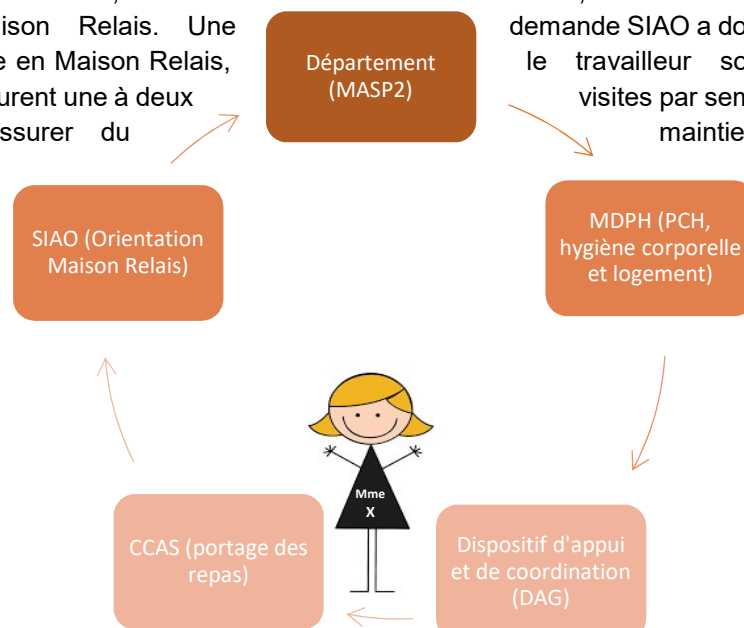 ison Relais. Une
demande SIAO a do
e en Maison Relais,
le travailleur so
urent une à deux
visites par sem
ssurer du
maintie
Département
(MASP2)
MDPH (PCH,
hygiène corporelle
et logement)
Dispositif d'appui
et de coordination
(DAG)
CCAS (portage des
repas)
SIAO (Orientation
Maison Relais)
Mme
X